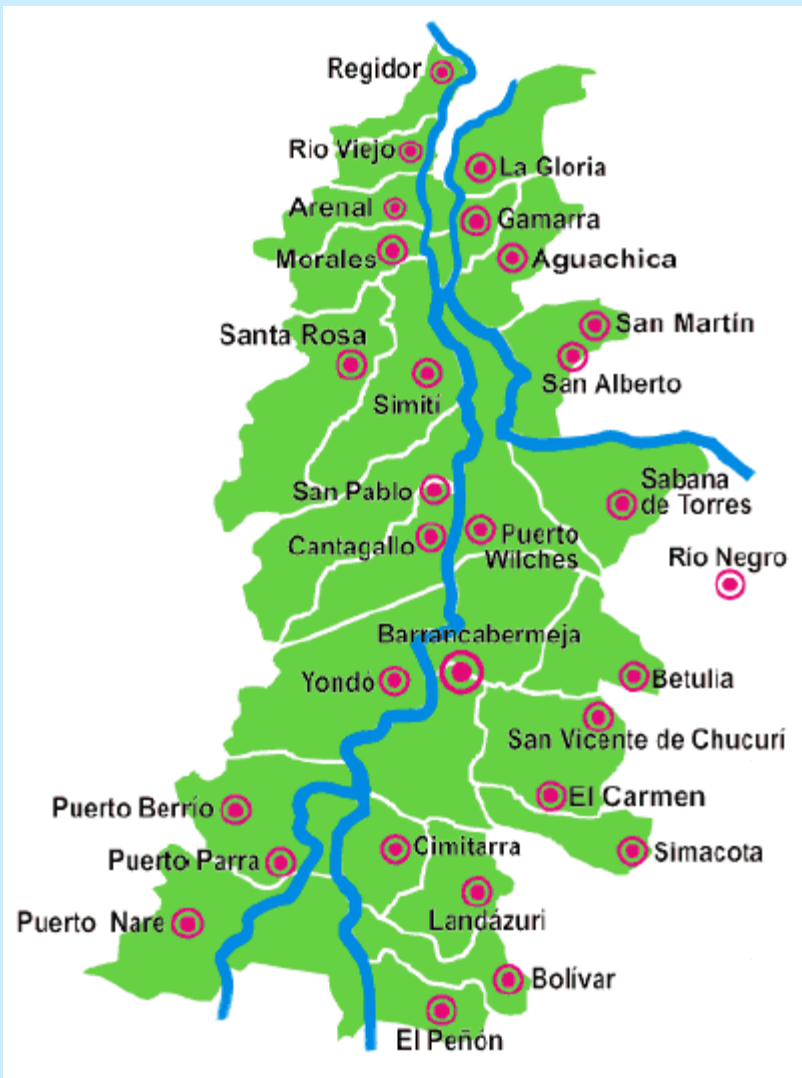 Regidor
Rio Viejo
La Gloria
Arenal
Gamarra
Morales
Aguachica
San Martín
Santa Rosa
San Alberto
Simití
Sabana
de Torres
San Pablo
Puerto
Wilches
Cantagallo
Rio Negro
Barrancabermeja
Yondó
Betulia
San Vicente de Chucurí
El Carmen
Puerto Berrío
Cimitarra
Simacota
Puerto Parra
Landázuri
Puerto Nare
Bolívar
El Peñón